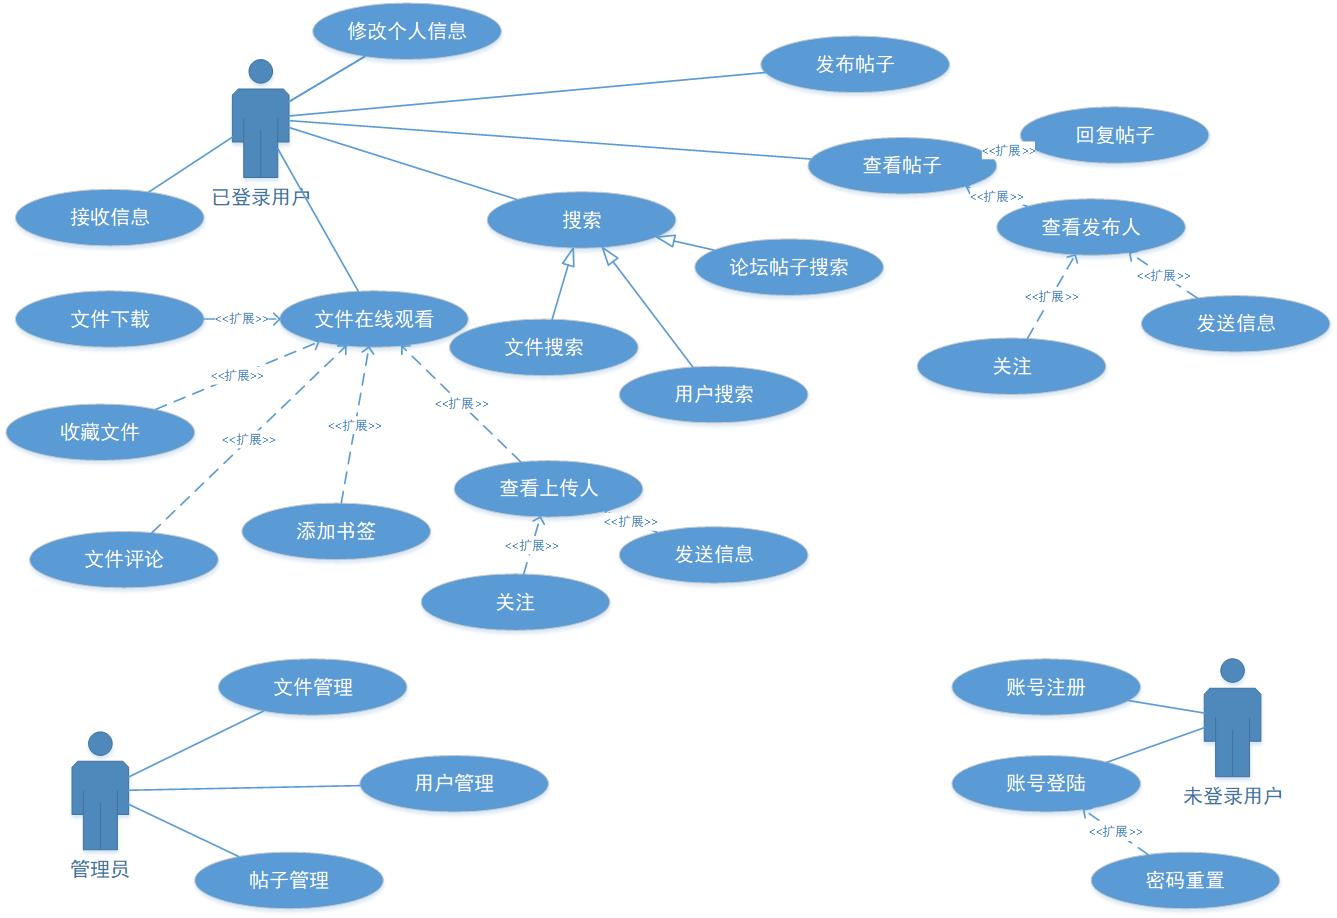 修改个人信息
发布帖子
回复帖子
<<扩展>>
查看帖子
已登录用户
<<扩展>>
接收信息
搜索
查看发布人
论坛帖子搜索
<<扩展>>
<<扩展>>
文件下载
<<扩展>>
文件在线观看
发送信息
文件搜索
关注
<<扩展>>
用户搜索
<<扩展>>
<<扩展>>
收藏文件
<<扩展>>
查看上传人
<<扩展>>
添加书签
<<扩展>>
发送信息
文件评论
关注
文件管理
账号注册
用户管理
账号登陆
未登录用户
<<扩展>>
管理员
帖子管理
密码重置